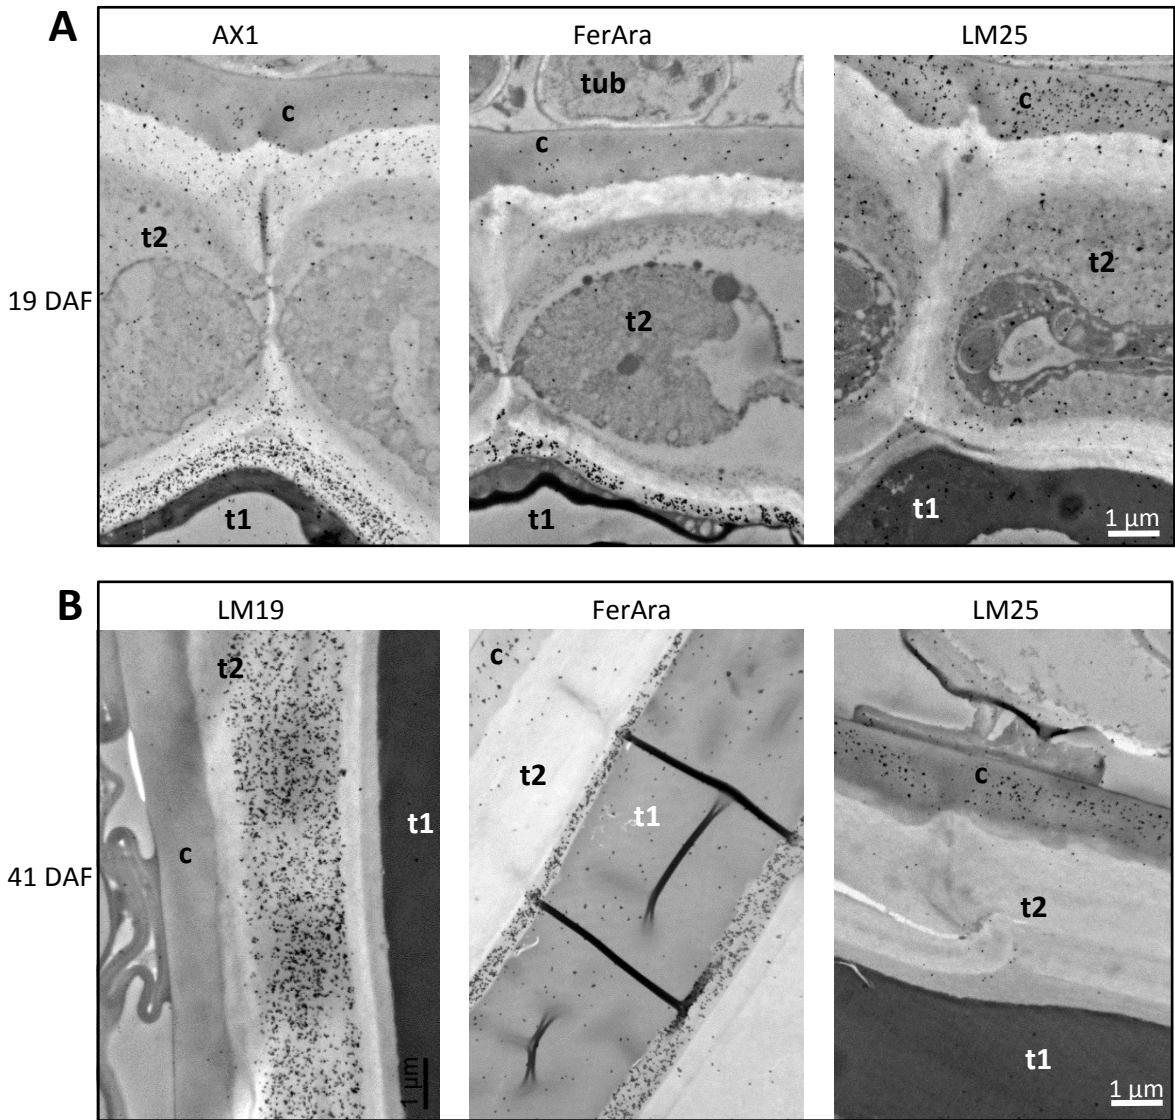 A
AX1 FerAra LM25
tub
c c c
t2 t2
19 DAF t2
t1 t1 t1
1 µm
B
LM19 FerAra LM25
t2 c
c
t2 t1 t1
c t2
41 DAF
t1
1 µm 1 µm